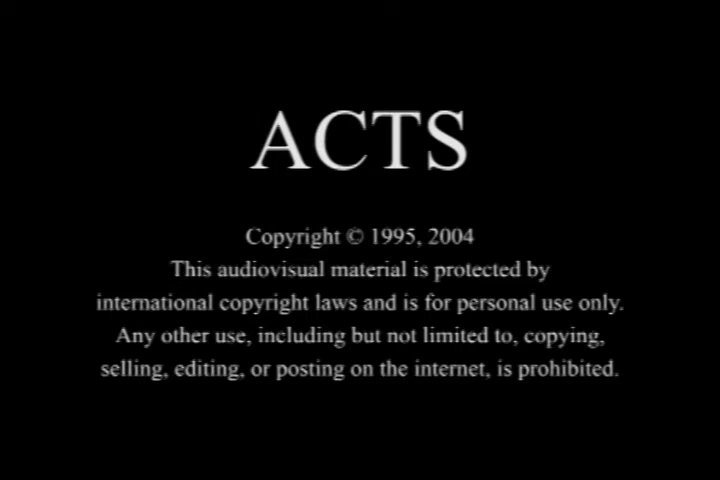 ACTS
Copyright © 1995, 2004
This audiovisual material is protected by
international copyright laws and is for personal use only.
Any other use, including but not limited to, copying,
selling, editing, or posting on the internet, is prohibited.